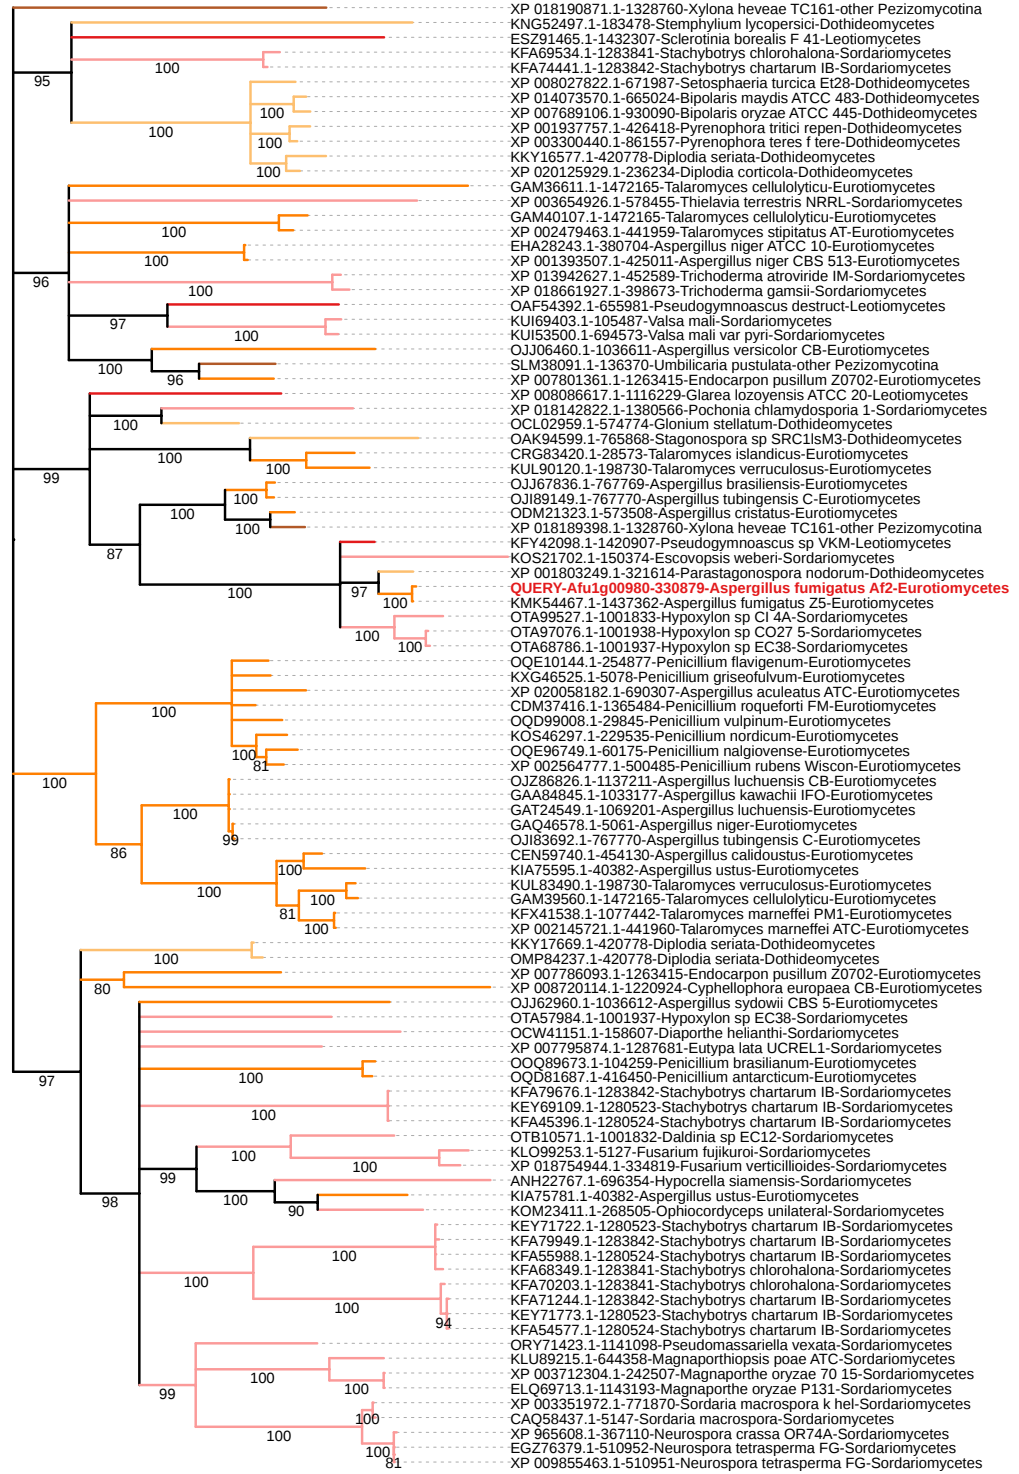 XP 018190871.1-1328760-Xylona heveae TC161-other Pezizomycotina
KNG52497.1-183478-Stemphylium lycopersici-Dothideomycetes
ESZ91465.1-1432307-Sclerotinia borealis F 41-Leotiomycetes
KFA69534.1-1283841-Stachybotrys chlorohalona-Sordariomycetes
100
KFA74441.1-1283842-Stachybotrys chartarum IB-Sordariomycetes
95
XP 008027822.1-671987-Setosphaeria turcica Et28-Dothideomycetes
XP 014073570.1-665024-Bipolaris maydis ATCC 483-Dothideomycetes
100
XP 007689106.1-930090-Bipolaris oryzae ATCC 445-Dothideomycetes
100
XP 001937757.1-426418-Pyrenophora tritici repen-Dothideomycetes
100
XP 003300440.1-861557-Pyrenophora teres f tere-Dothideomycetes
KKY16577.1-420778-Diplodia seriata-Dothideomycetes
100
XP 020125929.1-236234-Diplodia corticola-Dothideomycetes
GAM36611.1-1472165-Talaromyces cellulolyticu-Eurotiomycetes
XP 003654926.1-578455-Thielavia terrestris NRRL-Sordariomycetes
GAM40107.1-1472165-Talaromyces cellulolyticu-Eurotiomycetes
100
XP 002479463.1-441959-Talaromyces stipitatus AT-Eurotiomycetes
EHA28243.1-380704-Aspergillus niger ATCC 10-Eurotiomycetes
100
XP 001393507.1-425011-Aspergillus niger CBS 513-Eurotiomycetes
96
XP 013942627.1-452589-Trichoderma atroviride IM-Sordariomycetes
100
XP 018661927.1-398673-Trichoderma gamsii-Sordariomycetes
OAF54392.1-655981-Pseudogymnoascus destruct-Leotiomycetes
97
KUI69403.1-105487-Valsa mali-Sordariomycetes
100
KUI53500.1-694573-Valsa mali var pyri-Sordariomycetes
OJJ06460.1-1036611-Aspergillus versicolor CB-Eurotiomycetes
100
SLM38091.1-136370-Umbilicaria pustulata-other Pezizomycotina
96
XP 007801361.1-1263415-Endocarpon pusillum Z0702-Eurotiomycetes
XP 008086617.1-1116229-Glarea lozoyensis ATCC 20-Leotiomycetes
XP 018142822.1-1380566-Pochonia chlamydosporia 1-Sordariomycetes
100
OCL02959.1-574774-Glonium stellatum-Dothideomycetes
OAK94599.1-765868-Stagonospora sp SRC1lsM3-Dothideomycetes
100
CRG83420.1-28573-Talaromyces islandicus-Eurotiomycetes
100
KUL90120.1-198730-Talaromyces verruculosus-Eurotiomycetes
99
OJJ67836.1-767769-Aspergillus brasiliensis-Eurotiomycetes
100
OJI89149.1-767770-Aspergillus tubingensis C-Eurotiomycetes
100
ODM21323.1-573508-Aspergillus cristatus-Eurotiomycetes
100
XP 018189398.1-1328760-Xylona heveae TC161-other Pezizomycotina
KFY42098.1-1420907-Pseudogymnoascus sp VKM-Leotiomycetes
87
KOS21702.1-150374-Escovopsis weberi-Sordariomycetes
XP 001803249.1-321614-Parastagonospora nodorum-Dothideomycetes
100
97
QUERY-Afu1g00980-330879-Aspergillus fumigatus Af2-Eurotiomycetes
100
KMK54467.1-1437362-Aspergillus fumigatus Z5-Eurotiomycetes
OTA99527.1-1001833-Hypoxylon sp CI 4A-Sordariomycetes
100
OTA97076.1-1001938-Hypoxylon sp CO27 5-Sordariomycetes
100
OTA68786.1-1001937-Hypoxylon sp EC38-Sordariomycetes
OQE10144.1-254877-Penicillium flavigenum-Eurotiomycetes
KXG46525.1-5078-Penicillium griseofulvum-Eurotiomycetes
XP 020058182.1-690307-Aspergillus aculeatus ATC-Eurotiomycetes
100
CDM37416.1-1365484-Penicillium roqueforti FM-Eurotiomycetes
OQD99008.1-29845-Penicillium vulpinum-Eurotiomycetes
KOS46297.1-229535-Penicillium nordicum-Eurotiomycetes
100
OQE96749.1-60175-Penicillium nalgiovense-Eurotiomycetes
81
XP 002564777.1-500485-Penicillium rubens Wiscon-Eurotiomycetes
100
OJZ86826.1-1137211-Aspergillus luchuensis CB-Eurotiomycetes
GAA84845.1-1033177-Aspergillus kawachii IFO-Eurotiomycetes
100
GAT24549.1-1069201-Aspergillus luchuensis-Eurotiomycetes
GAQ46578.1-5061-Aspergillus niger-Eurotiomycetes
99
OJI83692.1-767770-Aspergillus tubingensis C-Eurotiomycetes
86
CEN59740.1-454130-Aspergillus calidoustus-Eurotiomycetes
100
KIA75595.1-40382-Aspergillus ustus-Eurotiomycetes
100
KUL83490.1-198730-Talaromyces verruculosus-Eurotiomycetes
100
GAM39560.1-1472165-Talaromyces cellulolyticu-Eurotiomycetes
81
KFX41538.1-1077442-Talaromyces marneffei PM1-Eurotiomycetes
100
XP 002145721.1-441960-Talaromyces marneffei ATC-Eurotiomycetes
KKY17669.1-420778-Diplodia seriata-Dothideomycetes
100
OMP84237.1-420778-Diplodia seriata-Dothideomycetes
XP 007786093.1-1263415-Endocarpon pusillum Z0702-Eurotiomycetes
80
XP 008720114.1-1220924-Cyphellophora europaea CB-Eurotiomycetes
OJJ62960.1-1036612-Aspergillus sydowii CBS 5-Eurotiomycetes
OTA57984.1-1001937-Hypoxylon sp EC38-Sordariomycetes
OCW41151.1-158607-Diaporthe helianthi-Sordariomycetes
XP 007795874.1-1287681-Eutypa lata UCREL1-Sordariomycetes
OOQ89673.1-104259-Penicillium brasilianum-Eurotiomycetes
97
100
OQD81687.1-416450-Penicillium antarcticum-Eurotiomycetes
KFA79676.1-1283842-Stachybotrys chartarum IB-Sordariomycetes
KEY69109.1-1280523-Stachybotrys chartarum IB-Sordariomycetes
100
KFA45396.1-1280524-Stachybotrys chartarum IB-Sordariomycetes
OTB10571.1-1001832-Daldinia sp EC12-Sordariomycetes
100
KLO99253.1-5127-Fusarium fujikuroi-Sordariomycetes
100
XP 018754944.1-334819-Fusarium verticillioides-Sordariomycetes
99
ANH22767.1-696354-Hypocrella siamensis-Sordariomycetes
98
100
KIA75781.1-40382-Aspergillus ustus-Eurotiomycetes
90
KOM23411.1-268505-Ophiocordyceps unilateral-Sordariomycetes
KEY71722.1-1280523-Stachybotrys chartarum IB-Sordariomycetes
KFA79949.1-1283842-Stachybotrys chartarum IB-Sordariomycetes
100
KFA55988.1-1280524-Stachybotrys chartarum IB-Sordariomycetes
KFA68349.1-1283841-Stachybotrys chlorohalona-Sordariomycetes
100
KFA70203.1-1283841-Stachybotrys chlorohalona-Sordariomycetes
KFA71244.1-1283842-Stachybotrys chartarum IB-Sordariomycetes
100
KEY71773.1-1280523-Stachybotrys chartarum IB-Sordariomycetes
94
KFA54577.1-1280524-Stachybotrys chartarum IB-Sordariomycetes
ORY71423.1-1141098-Pseudomassariella vexata-Sordariomycetes
KLU89215.1-644358-Magnaporthiopsis poae ATC-Sordariomycetes
100
XP 003712304.1-242507-Magnaporthe oryzae 70 15-Sordariomycetes
100
ELQ69713.1-1143193-Magnaporthe oryzae P131-Sordariomycetes
99
XP 003351972.1-771870-Sordaria macrospora k hel-Sordariomycetes
100
CAQ58437.1-5147-Sordaria macrospora-Sordariomycetes
100
XP 965608.1-367110-Neurospora crassa OR74A-Sordariomycetes
100
EGZ76379.1-510952-Neurospora tetrasperma FG-Sordariomycetes
81
XP 009855463.1-510951-Neurospora tetrasperma FG-Sordariomycetes